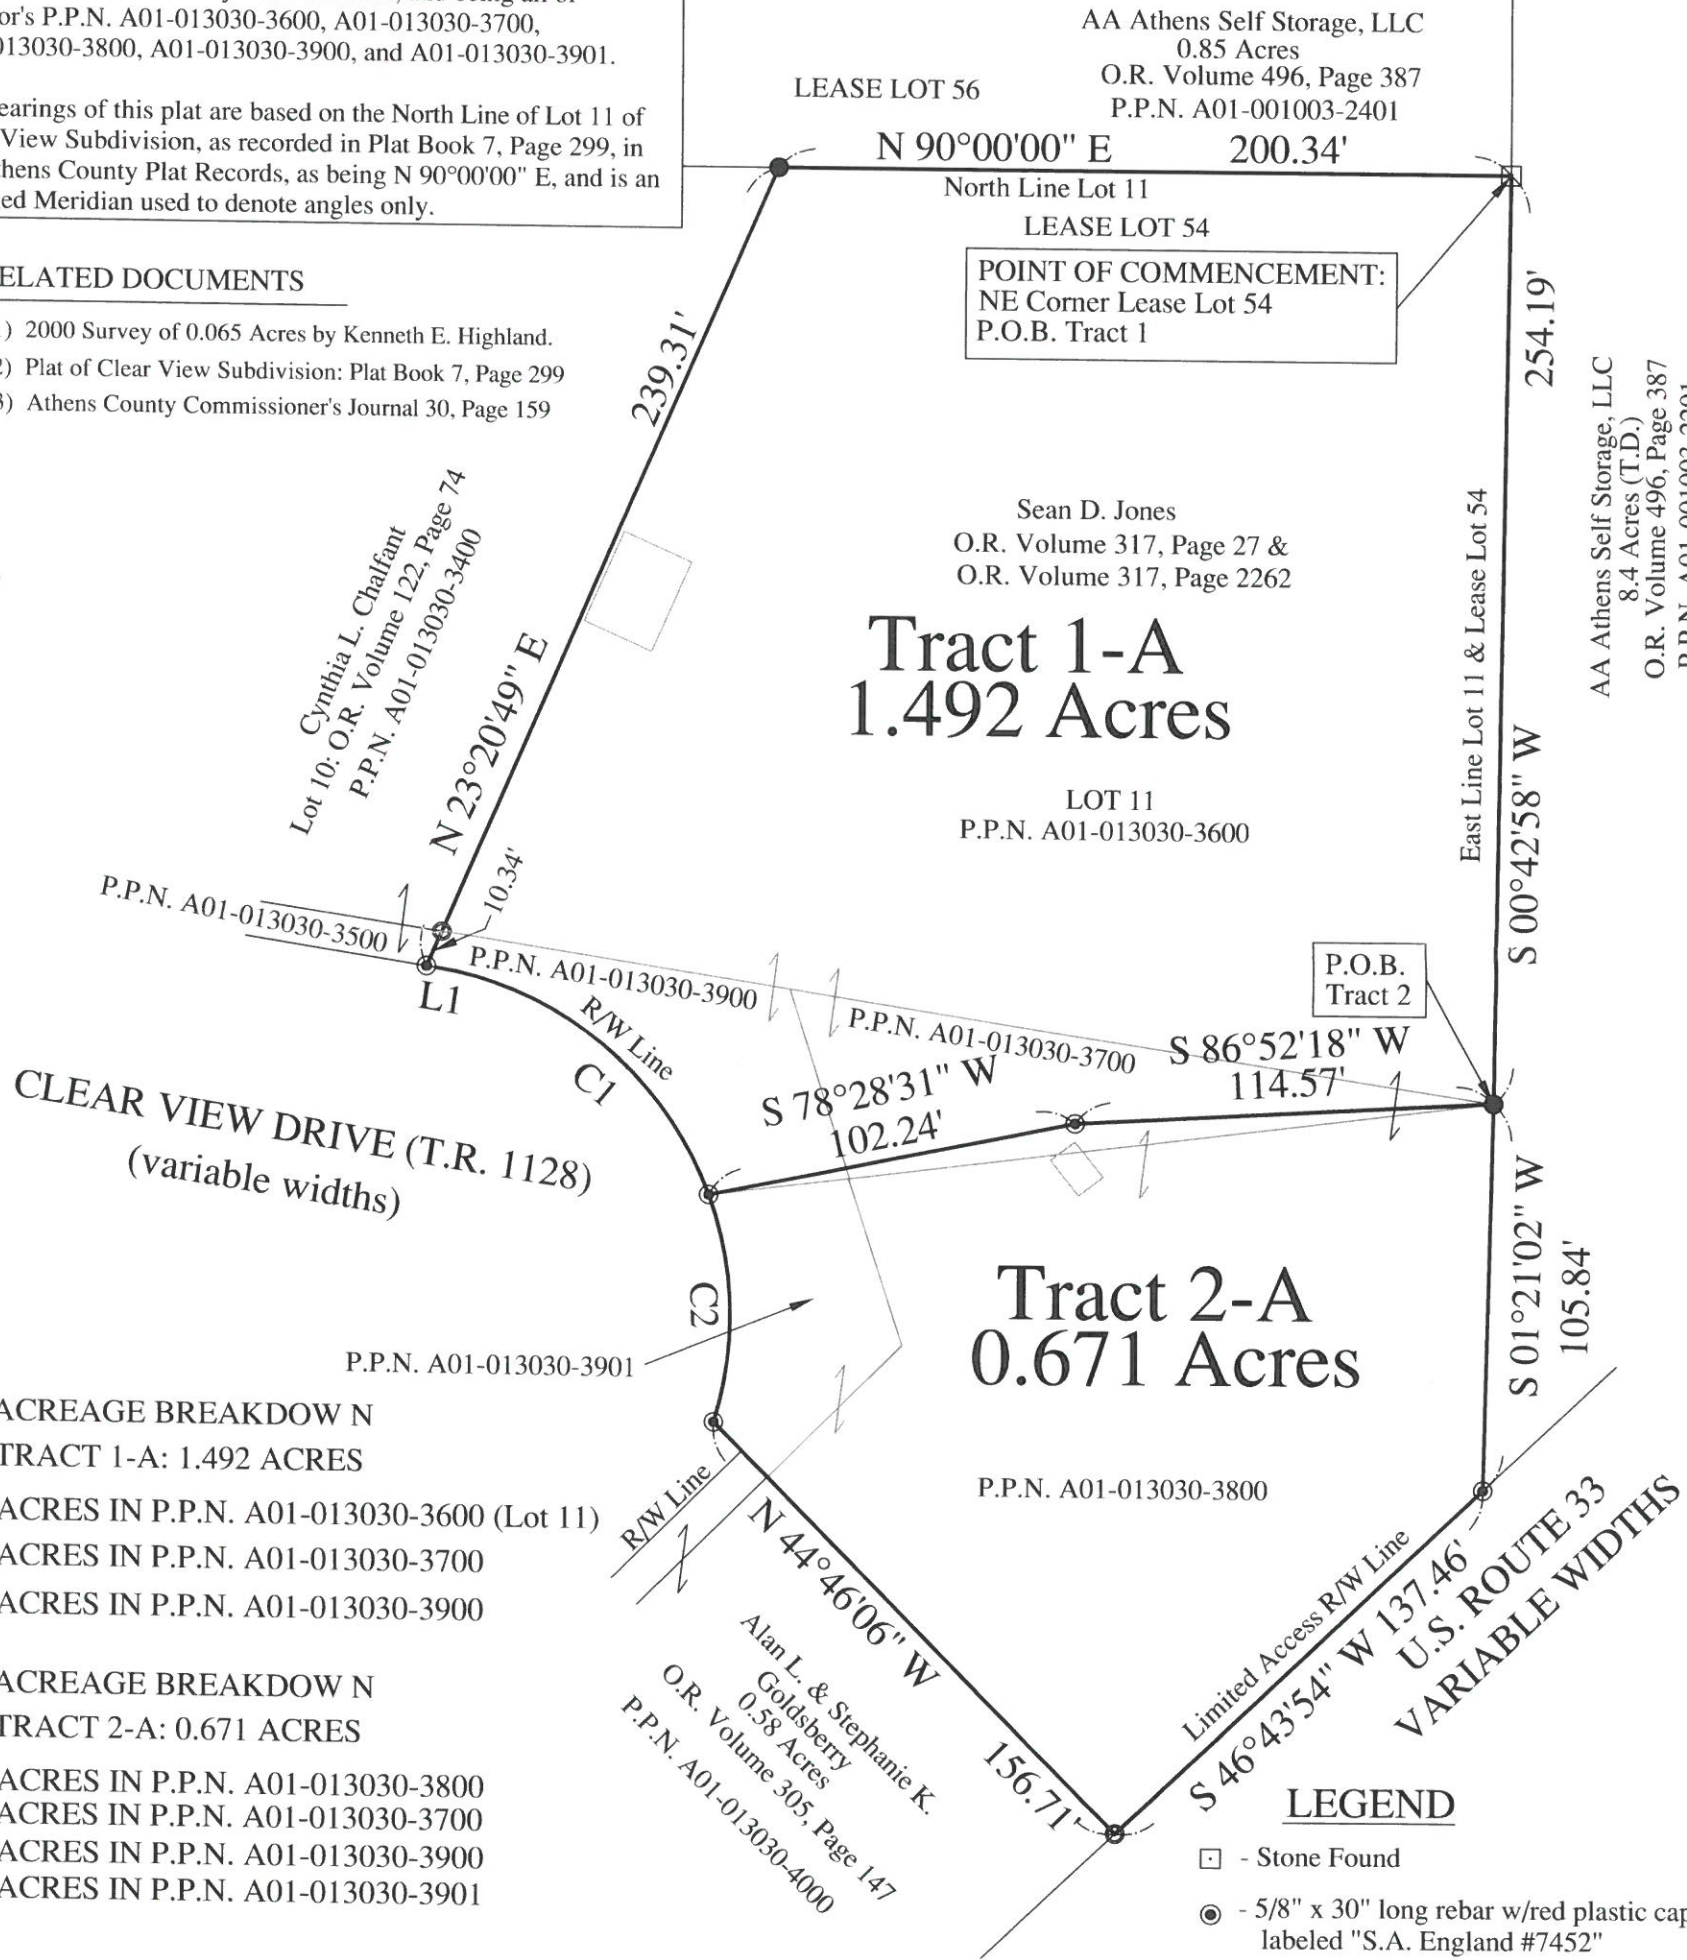 or's P.P.N. A01-013030-3600, A01-013030-3700,
013030-3800, A01-013030-3900, and A01-013030-3901.
earings of this plat are based on the North Line of Lot 11 of
View Subdivision, as recorded in Plat Book 7, Page 299, in
hens County Plat Records, as being N 90°00'00" E, and is an
ed Meridian used to denote angles only.
ELATED DOCUMENTS
) 2000 Survey of 0.065 Acres by Kenneth E. Highland.
2) Plat of Clear View Subdivision: Plat Book 7, Page 299
3) Athens County Commissioner's Journal 30, Page 159
AA Athens Self Storage, LLC
0.85 Acres
O.R. Volume 496, Page 387
P.P.N. A01-001003-2401
LEASE LOT 56
N 90°00'00" E 200.34'
North Line Lot 11
LEASE LOT 54
POINT OF COMMENCEMENT:
NE Corner Lease Lot 54
P.O.B. Tract 1
254.19'
S 00°42'58" W
East Line Lot 11 & Lease Lot 54
AA Athens Self Storage, LLC
8.4 Acres (T.D.)
O.R. Volume 496, Page 387
239.31'
N 23°20'49" E
Cynthia L. Chalfant
Lot 10: O.R. Volume 122, Page 74
P.P.N. A01-013030-3400
Sean D. Jones
O.R. Volume 317, Page 27 &
O.R. Volume 317, Page 2262
Tract 1-A
1.492 Acres
LOT 11
P.P.N. A01-013030-3600
10.34'
P.P.N. A01-013030-3500
P.P.N. A01-013030-3900
L1
R/W Line
C1
P.P.N. A01-013030-3700
P.O.B.
Tract 2
S 86°52'18" W
114.57'
S 78°28'31" W
102.24'
CLEAR VIEW DRIVE (T.R. 1128)
(variable widths)
C2
P.P.N. A01-013030-3901
Tract 2-A
0.671 Acres
S 01°21'02" W
105.84'
P.P.N. A01-013030-3800
ACREAGE BREAKDOW N
TRACT 1-A: 1.492 ACRES
ACRES IN P.P.N. A01-013030-3600 (Lot 11)
ACRES IN P.P.N. A01-013030-3700
ACRES IN P.P.N. A01-013030-3900
ACREAGE BREAKDOW N
TRACT 2-A: 0.671 ACRES
ACRES IN P.P.N. A01-013030-3800
ACRES IN P.P.N. A01-013030-3700
ACRES IN P.P.N. A01-013030-3900
ACRES IN P.P.N. A01-013030-3901
R/W Line
N 44°46'06" W
156.71'
Alan L. & Stephanie K.
Goldsberry
0.58 Acres
O.R. Volume 305, Page 147
P.P.N. A01-013030-4000
Limited Access R/W Line
S 46°43'54" W 137.46'
U.S. ROUTE 33
VARIABLE WIDTHS
LEGEND
- Stone Found
- 5/8" x 30" long rebar w/red plastic cap
labeled "S.A. England #7452"